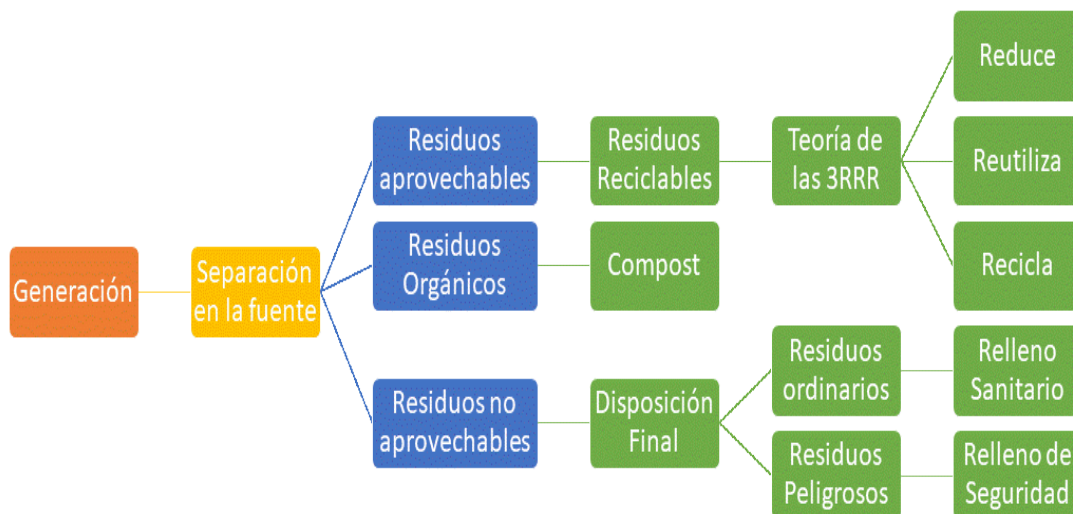 Generación
Separación
en la fuente
Residuos
aprovechables
Residuos
Reciclables
Teoría de
las 3RRR
Reduce
Reutiliza
Recicla
Residuos
Orgánicos
Compost
Residuos no
aprovechables
Disposición
Final
Residuos
ordinarios
Relleno
Sanitario
Residuos
Peligrosos
Relleno de
Seguridad